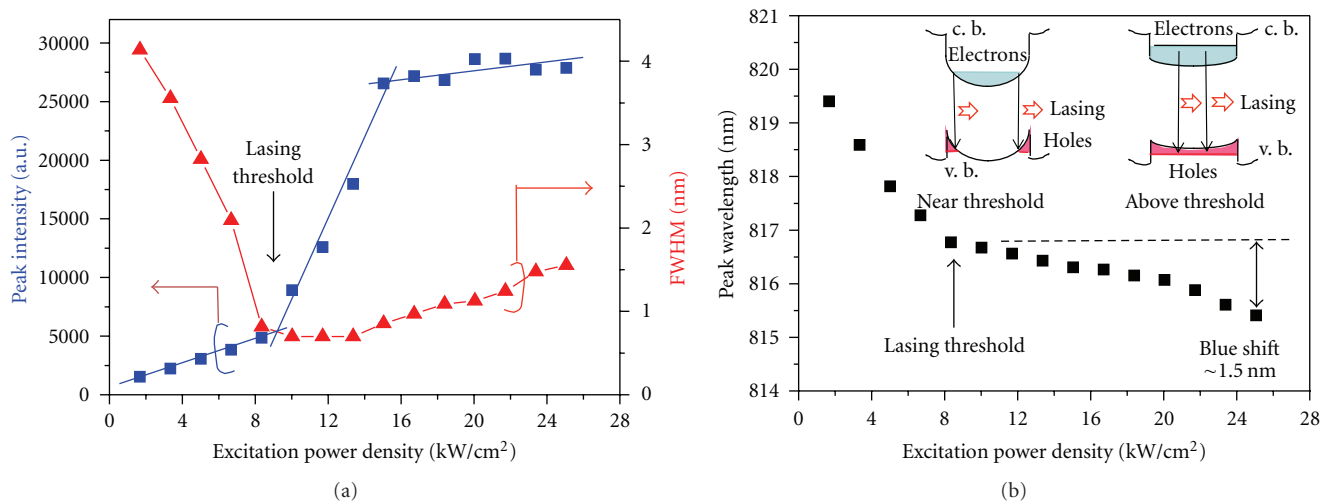 30000
25000
20000
15000
10000
5000
0
Peak intensity (a.u.)
Lasing
threshold
4
3
2
1
0
FWHM (nm)
0 4 8 12 16 20 24 28
Excitation power density (kW/cm²)
(a)
821
820
819
818
817
816
815
814
Peak wavelength (nm)
c. b.
Electrons
Lasing
Holes
v. b.
Near threshold
Electrons
c. b.
Lasing
v. b.
Holes
Above threshold
Lasing threshold
Blue shift
~1.5 nm
0 4 8 12 16 20 24 28
Excitation power density (kW/cm²)
(b)